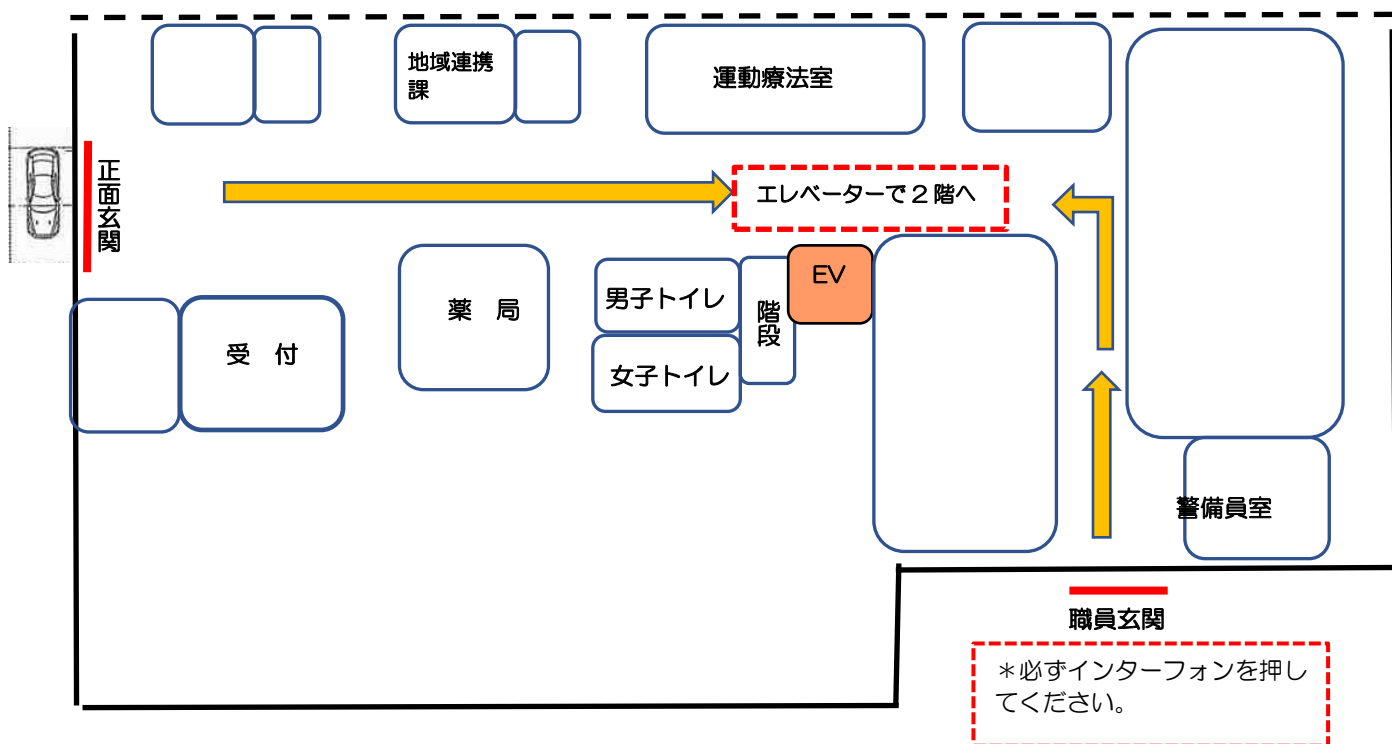 地域連携
課
運動療法室
正面玄関
エレベーターで２階へ
EV
薬　局
男子トイレ
階段
受　付
女子トイレ
警備員室
職員玄関
＊必ずインターフォンを押し
てください。